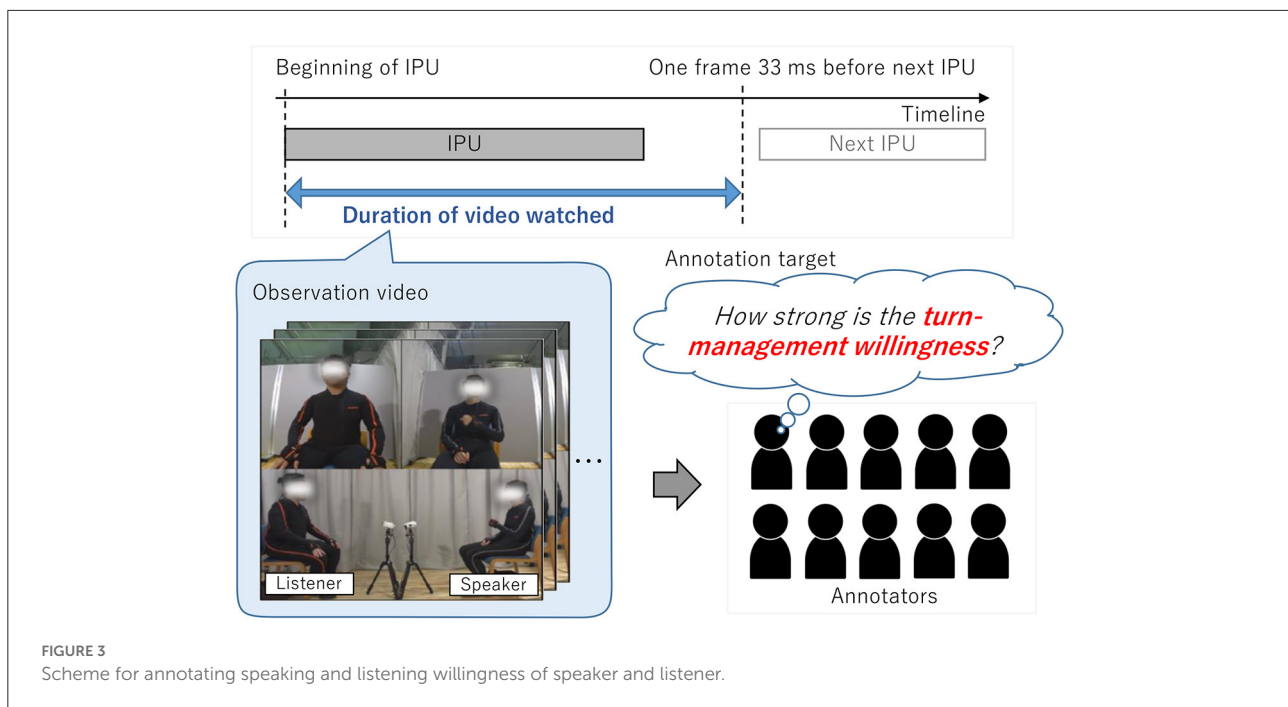 Beginning of IPU
One frame 33 ms before next IPU
Timeline
IPU
Next IPU
Duration of video watched
Observation video
Annotation target
How strong is the turn-
management willingness?
...
Listener
Speaker
Annotators
FIGURE 3
Scheme for annotating speaking and listening willingness of speaker and listener.